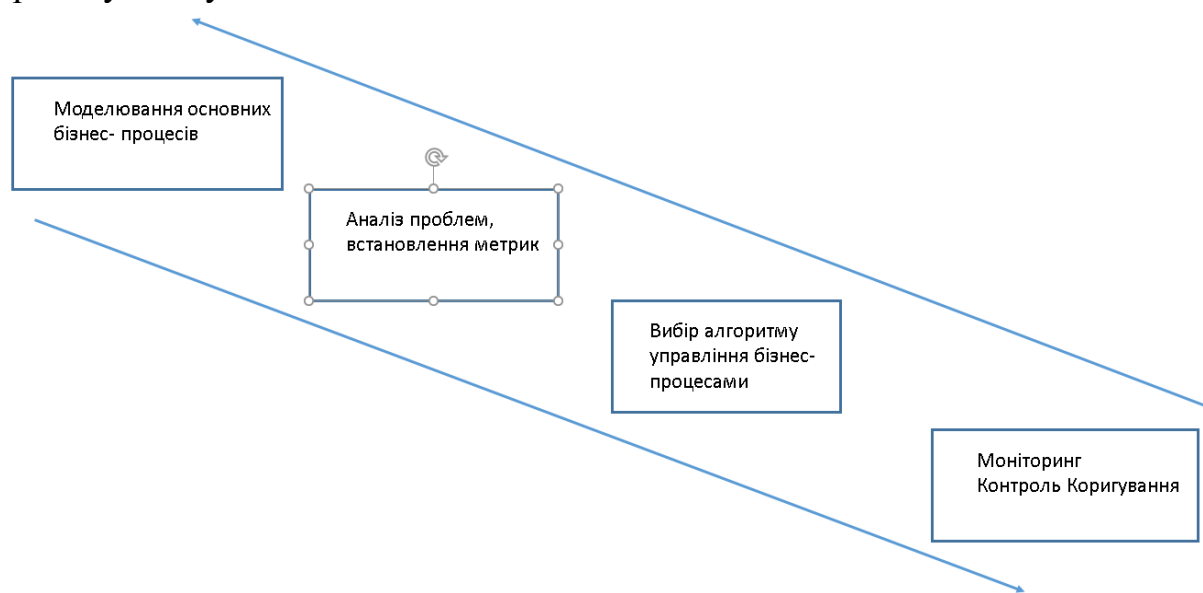 Моделювання основних
бізнес- процесів
Аналіз проблем,
встановлення метрик
Вибір алгоритму
управління бізнес-
процесами
Моніторинг
Контроль Коригування